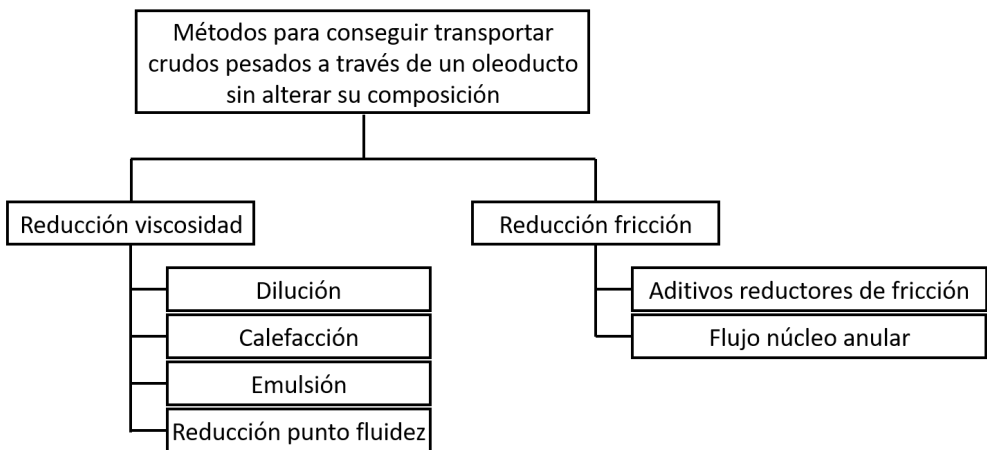 Métodos para conseguir transportar
crudos pesados a través de un oleoducto
sin alterar su composición
Reducción viscosidad
Dilución
Calefacción
Emulsión
Reducción punto fluidez
Reducción fricción
Aditivos reductores de fricción
Flujo núcleo anular